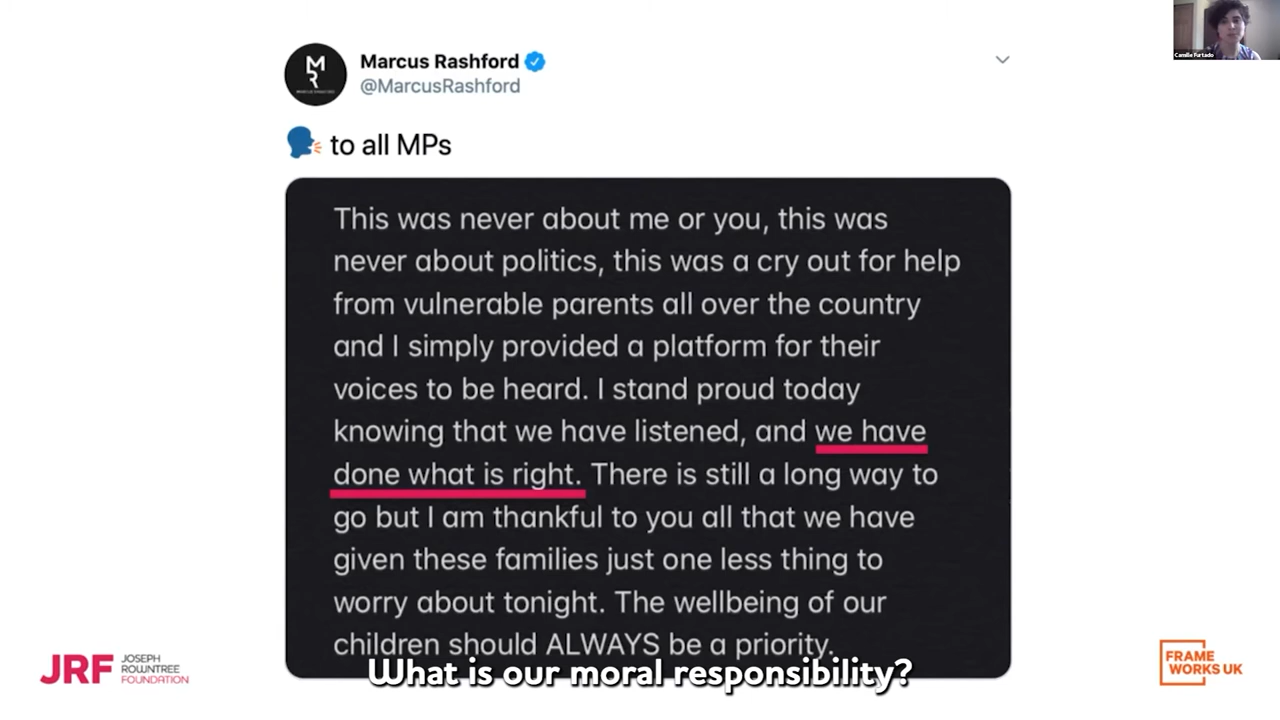 Camille Furtado
Marcus Rashford
@MarcusRashford
to all MPs
This was never about me or you, this was
never about politics, this was a cry out for help
from vulnerable parents all over the country
and I simply provided a platform for their
voices to be heard. I stand proud today
knowing that we have listened, and we have
done what is right. There is still a long way to
go but I am thankful to you all that we have
given these families just one less thing to
worry about tonight. The wellbeing of our
children should ALWAYS be a priority.
What is our moral responsibility?
JRF
JOSEPH
ROUNTREE
FOUNDATION
FRAME
WORKS UK